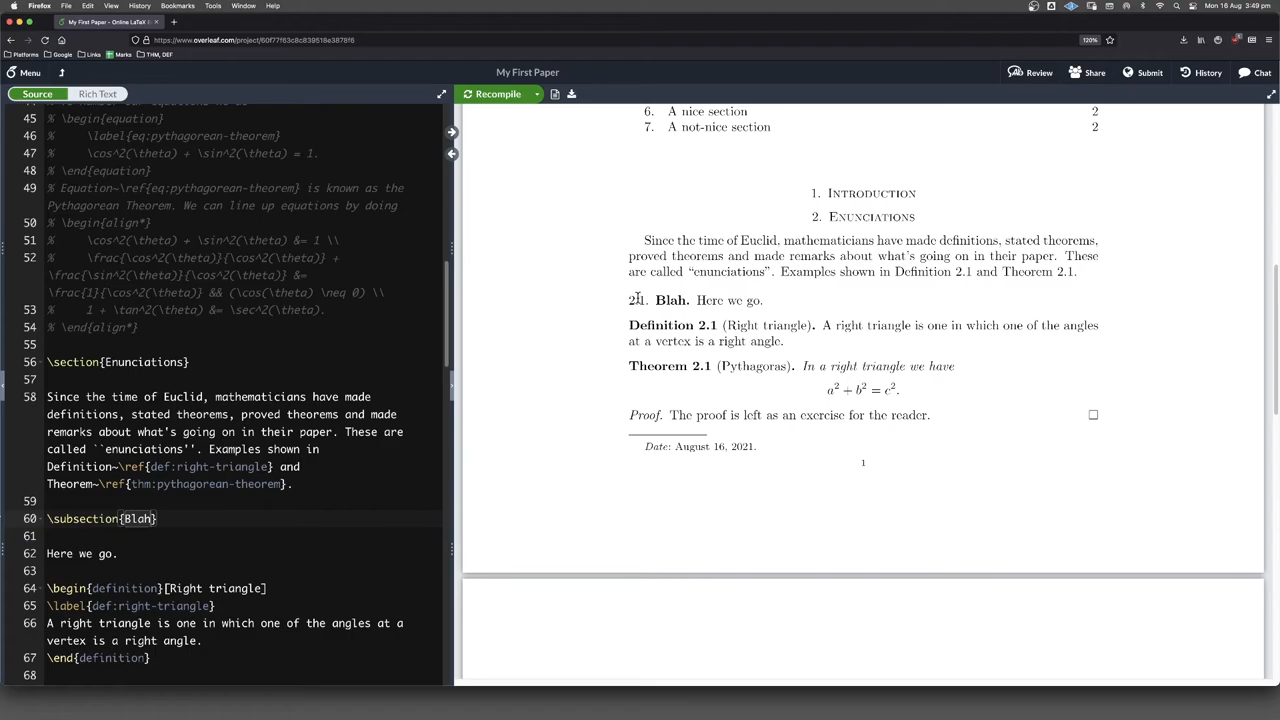 Firefox File Edit View History Bookmarks Tools Window Help Mon 16 Aug 3:49 pm
My First Paper - Online LaTeX E
https://www.overleaf.com/project/60f77f63c8c839518e3878f6 120%
Platforms Google Links Marks THM, DEF
Menu My First Paper Review Share Submit History Chat
Source Rich Text Recompile
45 % \begin{equation}
46 %     \label{eq:pythagorean-theorem}
47 %     \cos^2(\theta) + \sin^2(\theta) = 1.
48 % \end{equation}
49 % Equation~\ref{eq:pythagorean-theorem} is known as the
Pythagorean Theorem. We can line up equations by doing
50 % \begin{align*}
51 %     \cos^2(\theta) + \sin^2(\theta) &= 1 \\
52 %     \frac{\cos^2(\theta)}{\cos^2(\theta)} +
\frac{\sin^2(\theta)}{\cos^2(\theta)} &=
\frac{1}{\cos^2(\theta)} && (\cos(\theta) \neq 0) \\
53 %     1 + \tan^2(\theta) &= \sec^2(\theta).
54 % \end{align*}
55
56 \section{Enunciations}
57
58
Since the time of Euclid, mathematicians have made
definitions, stated theorems, proved theorems and made
remarks about what's going on in their paper. These are
called ``enunciations''. Examples shown in
Definition~\ref{def:right-triangle} and
Theorem~\ref{thm:pythagorean-theorem}.
59
60 \subsection{Blah}
61
62 Here we go.
63
64 \begin{definition}[Right triangle]
65 \label{def:right-triangle}
66 A right triangle is one in which one of the angles at a
vertex is a right angle.
67 \end{definition}
68
6. A nice section 2
7. A not-nice section 2
1. Introduction
2. Enunciations
Since the time of Euclid, mathematicians have made definitions, stated theorems,
proved theorems and made remarks about what's going on in their paper. These
are called “enunciations”. Examples shown in Definition 2.1 and Theorem 2.1.
2.1. Blah. Here we go.
Definition 2.1 (Right triangle). A right triangle is one in which one of the angles
at a vertex is a right angle.
Theorem 2.1 (Pythagoras). In a right triangle we have
a² + b² = c².
Proof. The proof is left as an exercise for the reader. □
Date: August 16, 2021.
1